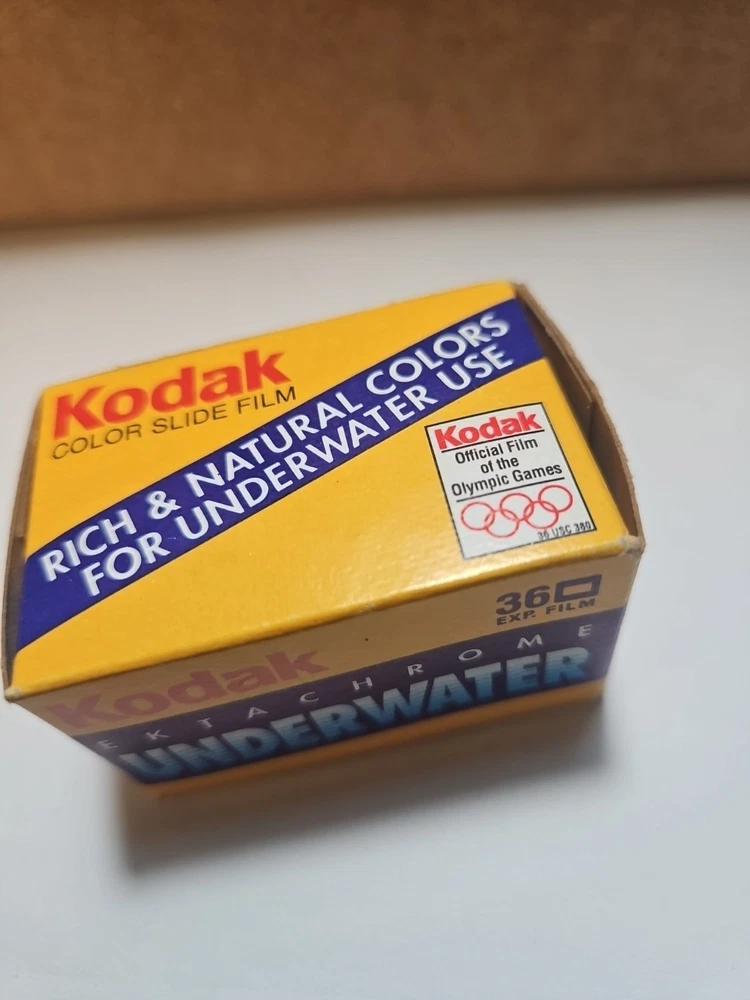 Kodak
COLOR SLIDE FILM
RICH & NATURAL COLORS
FOR UNDERWATER USE
Kodak
Official Film
of the
Olympic Games
36 USC 380
36
EXP. FILM
Kodak
EKTACHROME
UNDERWATER